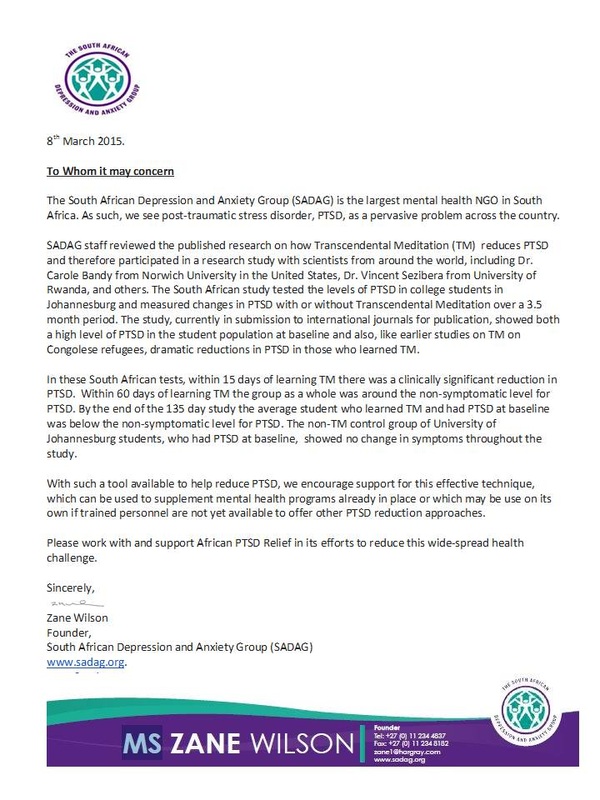 THE SOUTH AFRICAN
DEPRESSION AND ANXIETY GROUP
8th March 2015.
To Whom it may concern
The South African Depression and Anxiety Group (SADAG) is the largest mental health NGO in South
Africa. As such, we see post-traumatic stress disorder, PTSD, as a pervasive problem across the country.
SADAG staff reviewed the published research on how Transcendental Meditation (TM) reduces PTSD
and therefore participated in a research study with scientists from around the world, including Dr.
Carole Bandy from Norwich University in the United States, Dr. Vincent Sezibera from University of
Rwanda, and others. The South African study tested the levels of PTSD in college students in
Johannesburg and measured changes in PTSD with or without Transcendental Meditation over a 3.5
month period. The study, currently in submission to international journals for publication, showed both
a high level of PTSD in the student population at baseline and also, like earlier studies on TM on
Congolese refugees, dramatic reductions in PTSD in those who learned TM.
In these South African tests, within 15 days of learning TM there was a clinically significant reduction in
PTSD. Within 60 days of learning TM the group as a whole was around the non-symptomatic level for
PTSD. By the end of the 135 day study the average student who learned TM and had PTSD at baseline
was below the non-symptomatic level for PTSD. The non-TM control group of University of
Johannesburg students, who had PTSD at baseline, showed no change in symptoms throughout the
study.
With such a tool available to help reduce PTSD, we encourage support for this effective technique,
which can be used to supplement mental health programs already in place or which may be use on its
own if trained personnel are not yet available to offer other PTSD reduction approaches.
Please work with and support African PTSD Relief in its efforts to reduce this wide-spread health
challenge.
Sincerely,
Zane Wilson
Founder,
South African Depression and Anxiety Group (SADAG)
www.sadag.org.
THE SOUTH AFRICAN
DEPRESSION AND ANXIETY GROUP
MS ZANE WILSON
Founder
Tel: +27 (0) 11 234 4837
Fax: +27 (0) 11 234 8182
zane1@hargray.com
www.sadag.org